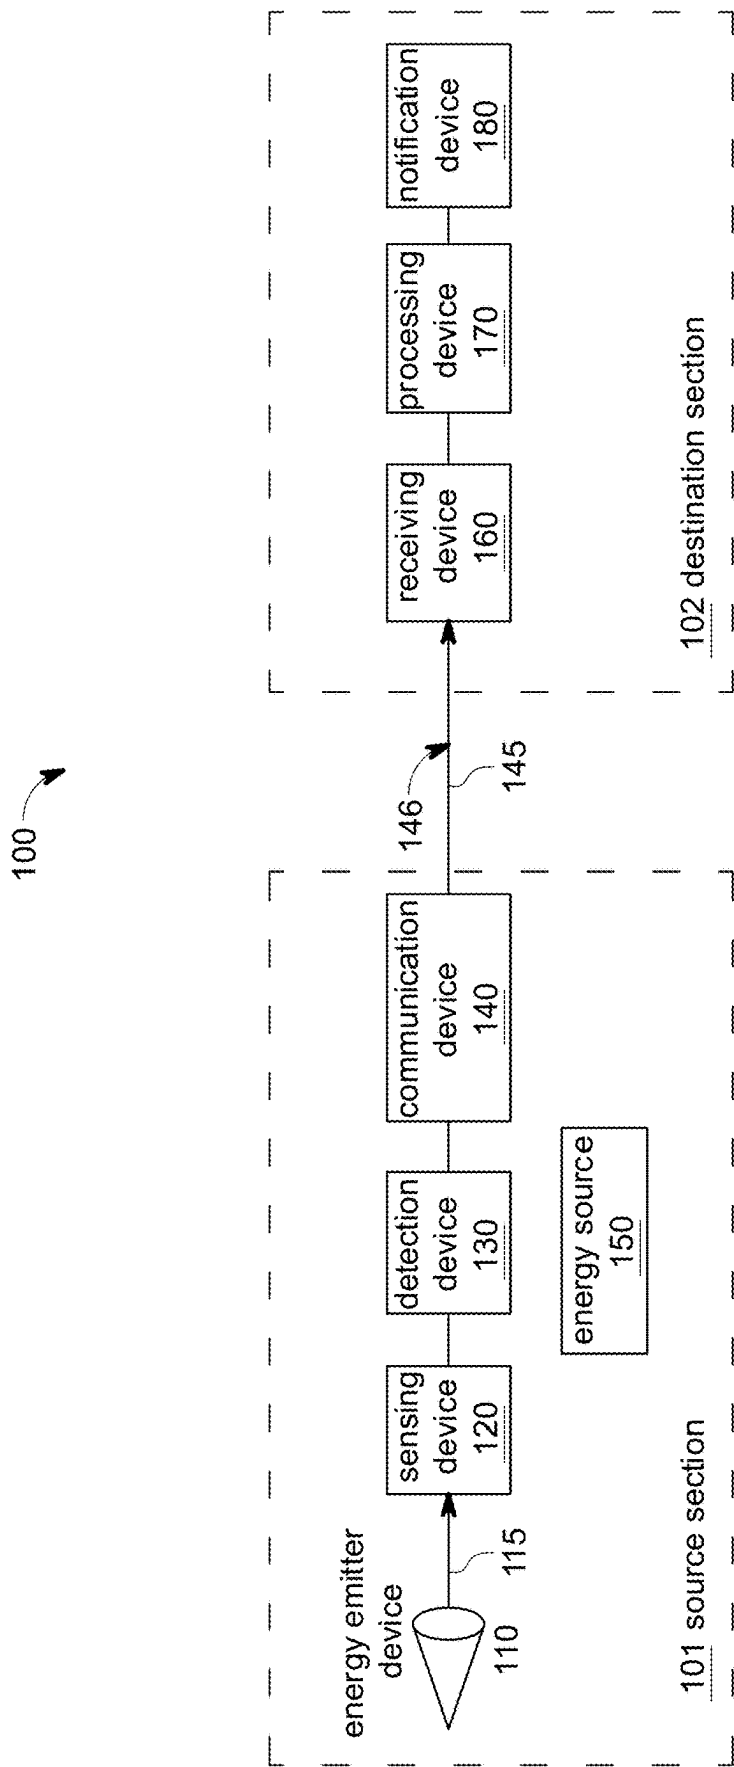 100
energy emitter
device
110
115
sensing
device
120
detection
device
130
communication
device
140
energy source
150
101 source section
146
145
receiving
device
160
processing
device
170
notification
device
180
102 destination section